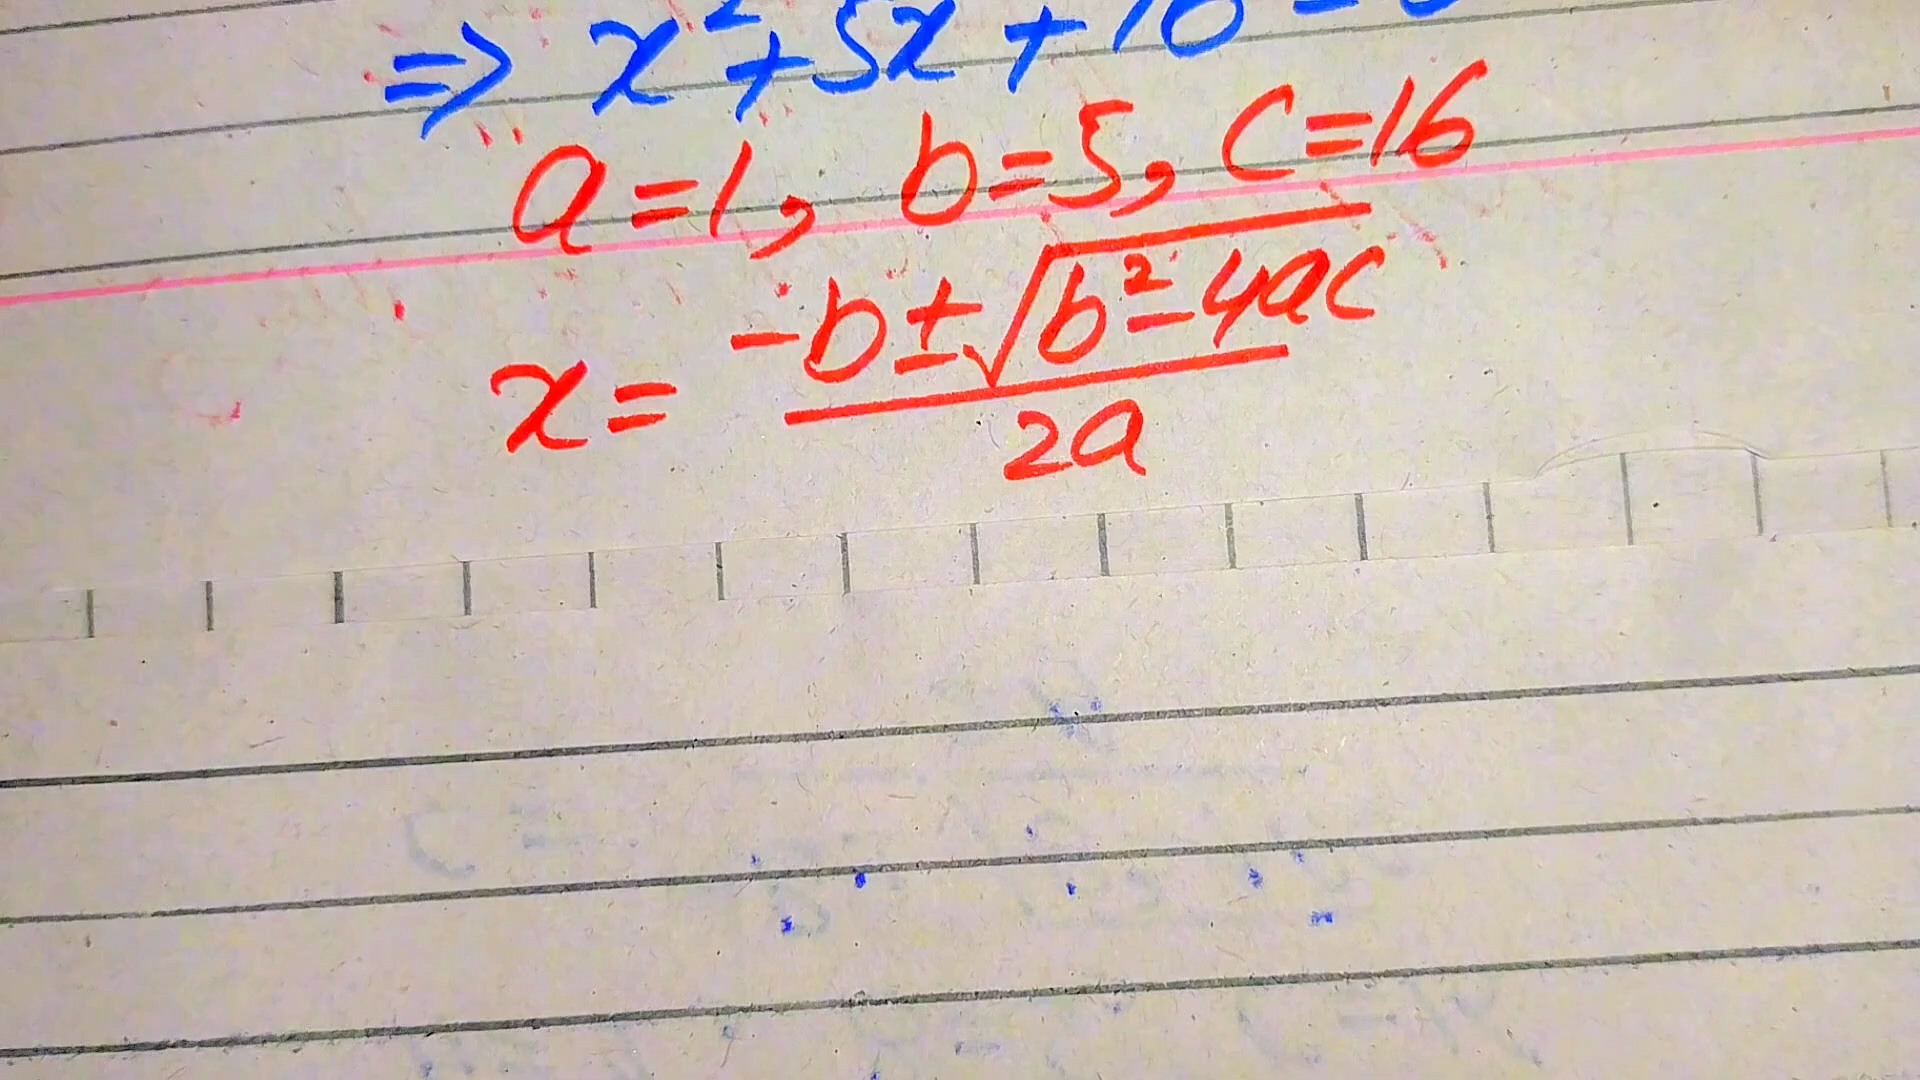 ⇒ x²+5x+16=0
a=1, b=5, c=16
x= -b±√b²-4ac
2a